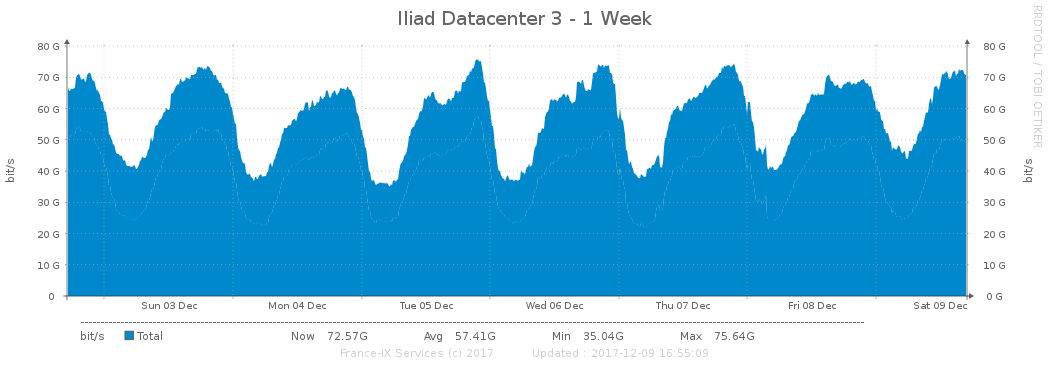 Iliad Datacenter 3 - 1 Week
RRDTOOL / TOBI OETIKER
bit/s
80 G
70 G
60 G
50 G
40 G
30 G
20 G
10 G
0
80 G
70 G
60 G
50 G
40 G
30 G
20 G
10 G
0 G
bit/s
Sun 03 Dec Mon 04 Dec Tue 05 Dec Wed 06 Dec Thu 07 Dec Fri 08 Dec Sat 09 Dec
bit/s Total Now 72.57G Avg 57.41G Min 35.04G Max 75.64G
France-IX Services (c) 2017 Updated : 2017-12-09 16:55:09